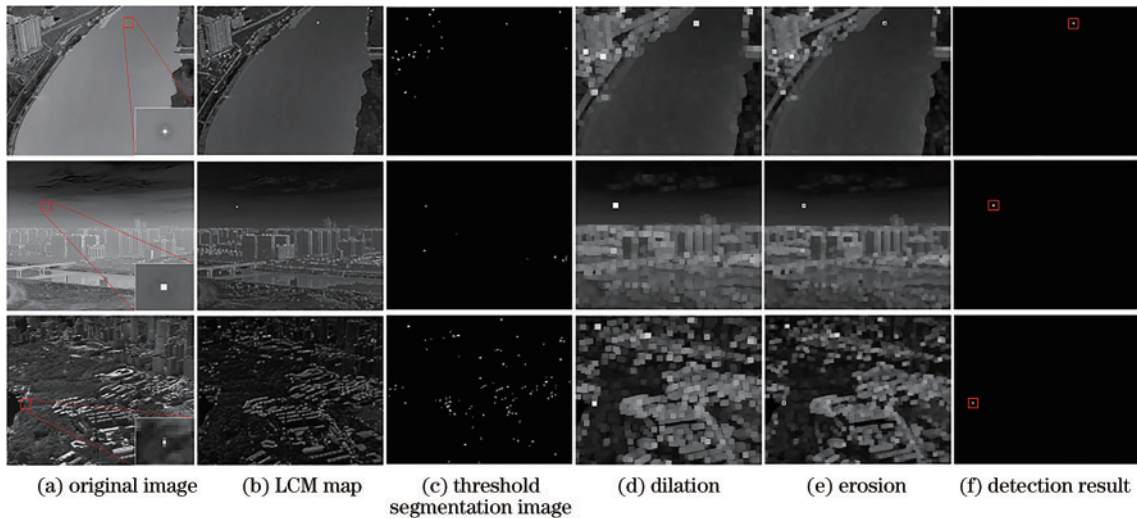 (a) original image (b) LCM map (c) threshold (d) dilation (e) erosion (f) detection result
segmentation image